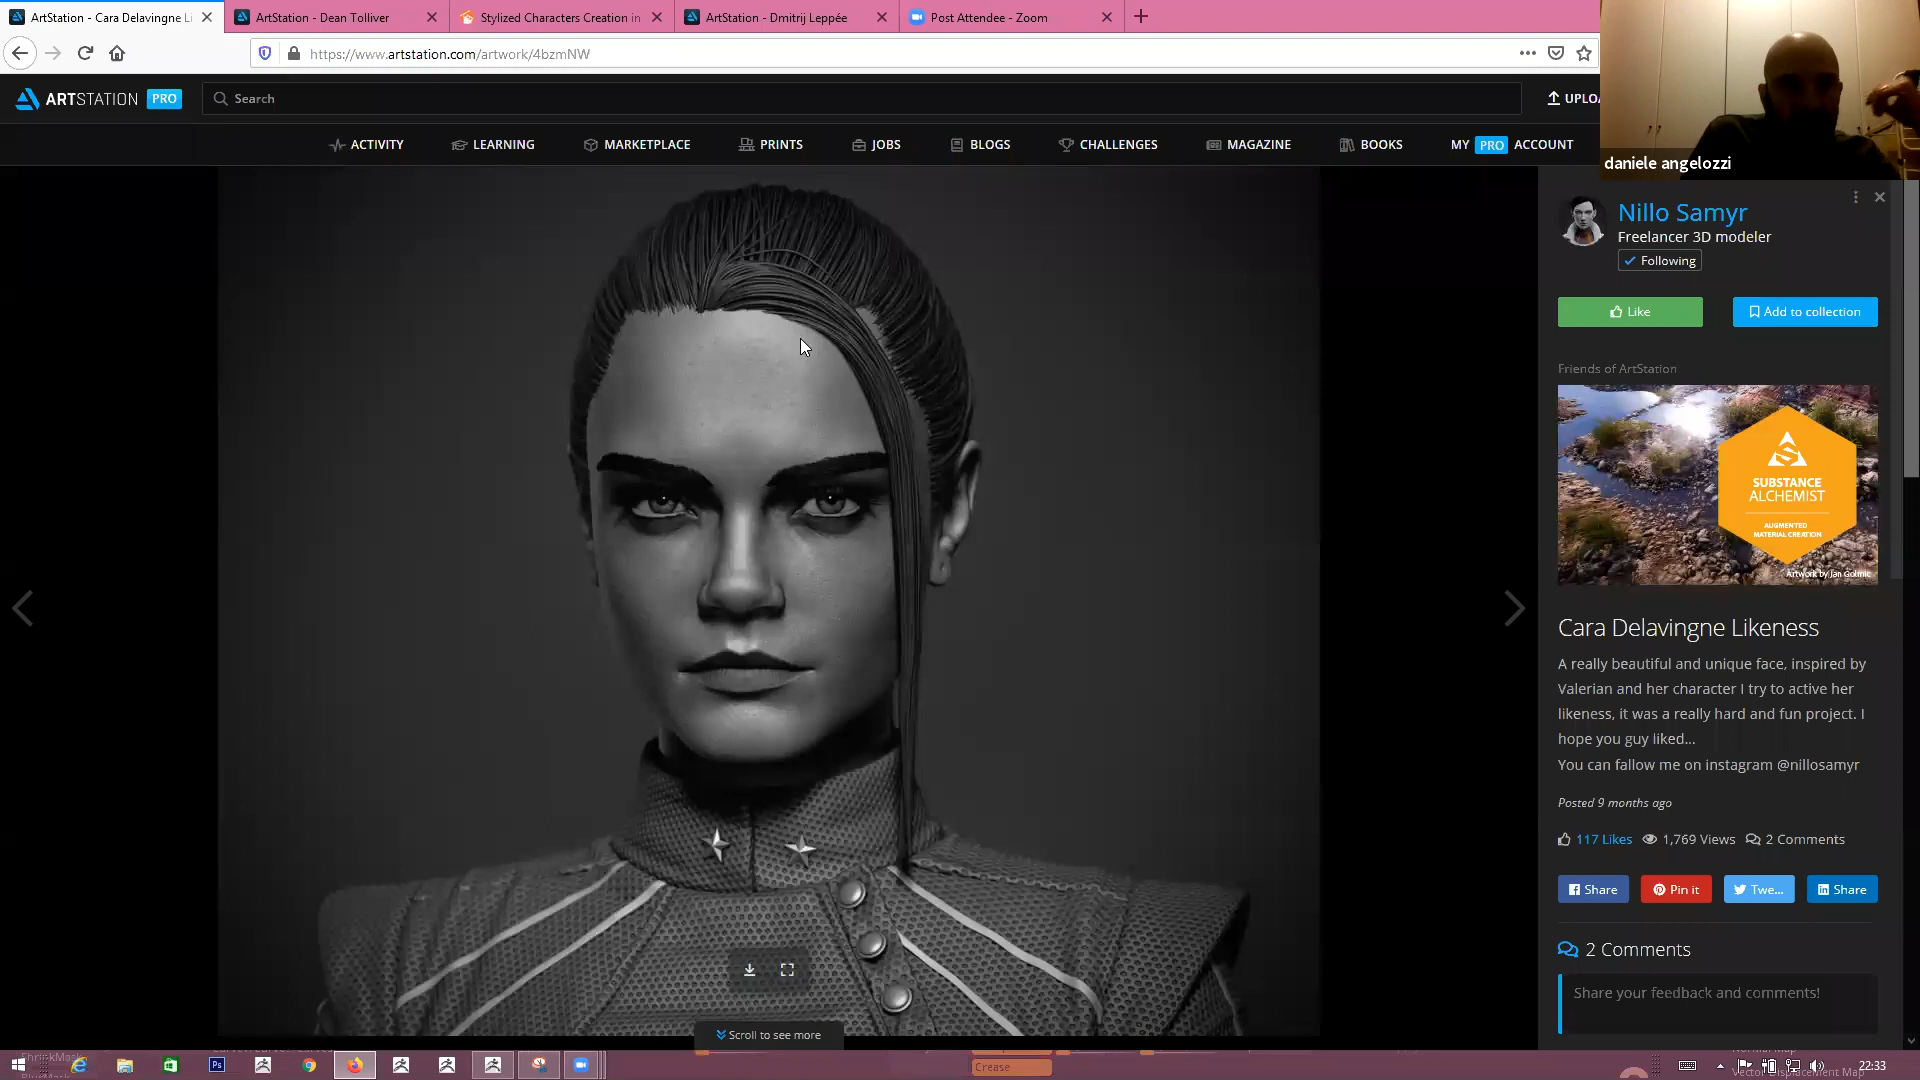 ArtStation - Cara Delavingne Li
ArtStation - Dean Tolliver
Stylized Characters Creation in
ArtStation - Dmitrij Leppée
Post Attendee - Zoom
https://www.artstation.com/artwork/4bzmNW
ARTSTATION PRO
Search
UPLOA
ACTIVITY
LEARNING
MARKETPLACE
PRINTS
JOBS
BLOGS
CHALLENGES
MAGAZINE
BOOKS
MY PRO ACCOUNT
daniele angelozzi
Nillo Samyr
Freelancer 3D modeler
Following
Like
Add to collection
Friends of ArtStation
SUBSTANCE
ALCHEMIST
AUGMENTED
MATERIAL CREATION
Artwork by Jan Golmic
Cara Delavingne Likeness
A really beautiful and unique face, inspired by
Valerian and her character I try to active her
likeness, it was a really hard and fun project. I
hope you guy liked...
You can fallow me on instagram @nillosamyr
Posted 9 months ago
117 Likes
1,769 Views
2 Comments
Share
Pin it
Twe...
Share
2 Comments
Share your feedback and comments!
Scroll to see more
Crease
Vector Displacement Map
22:33